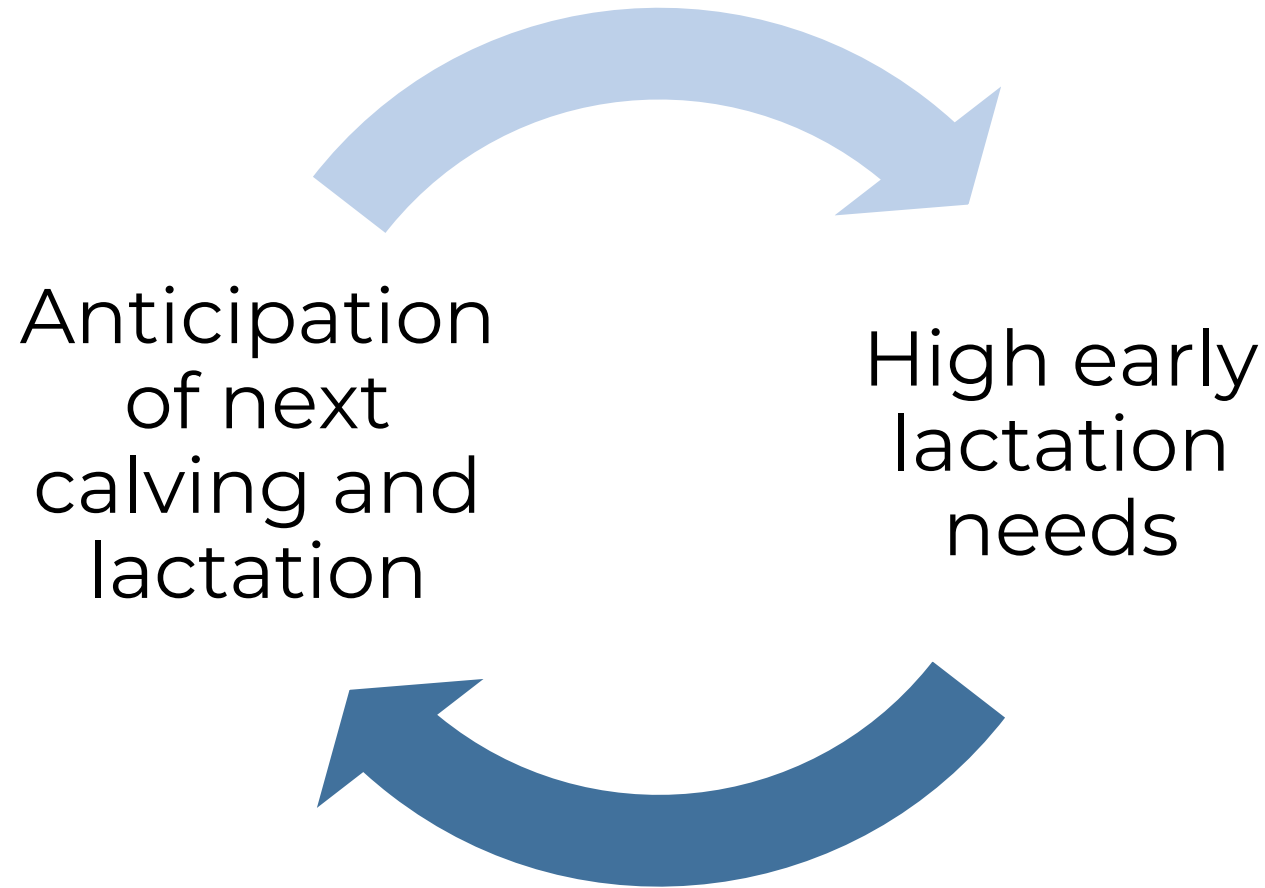 Anticipation
of next
calving and
lactation
High early
lactation
needs